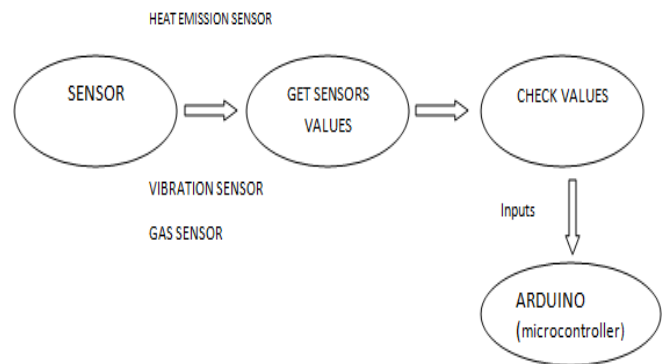 HEAT EMISSION SENSOR
SENSOR
GET SENSORS
VALUES
CHECK VALUES
VIBRATION SENSOR
GAS SENSOR
Inputs
ARDUINO
(microcontroller)